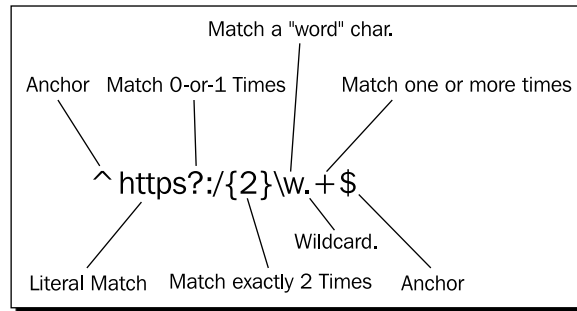 Match a "word" char.
Anchor Match 0-or-1 Times Match one or more times
^https?:/{2}\w.+$
Wildcard.
Literal Match Match exactly 2 Times Anchor